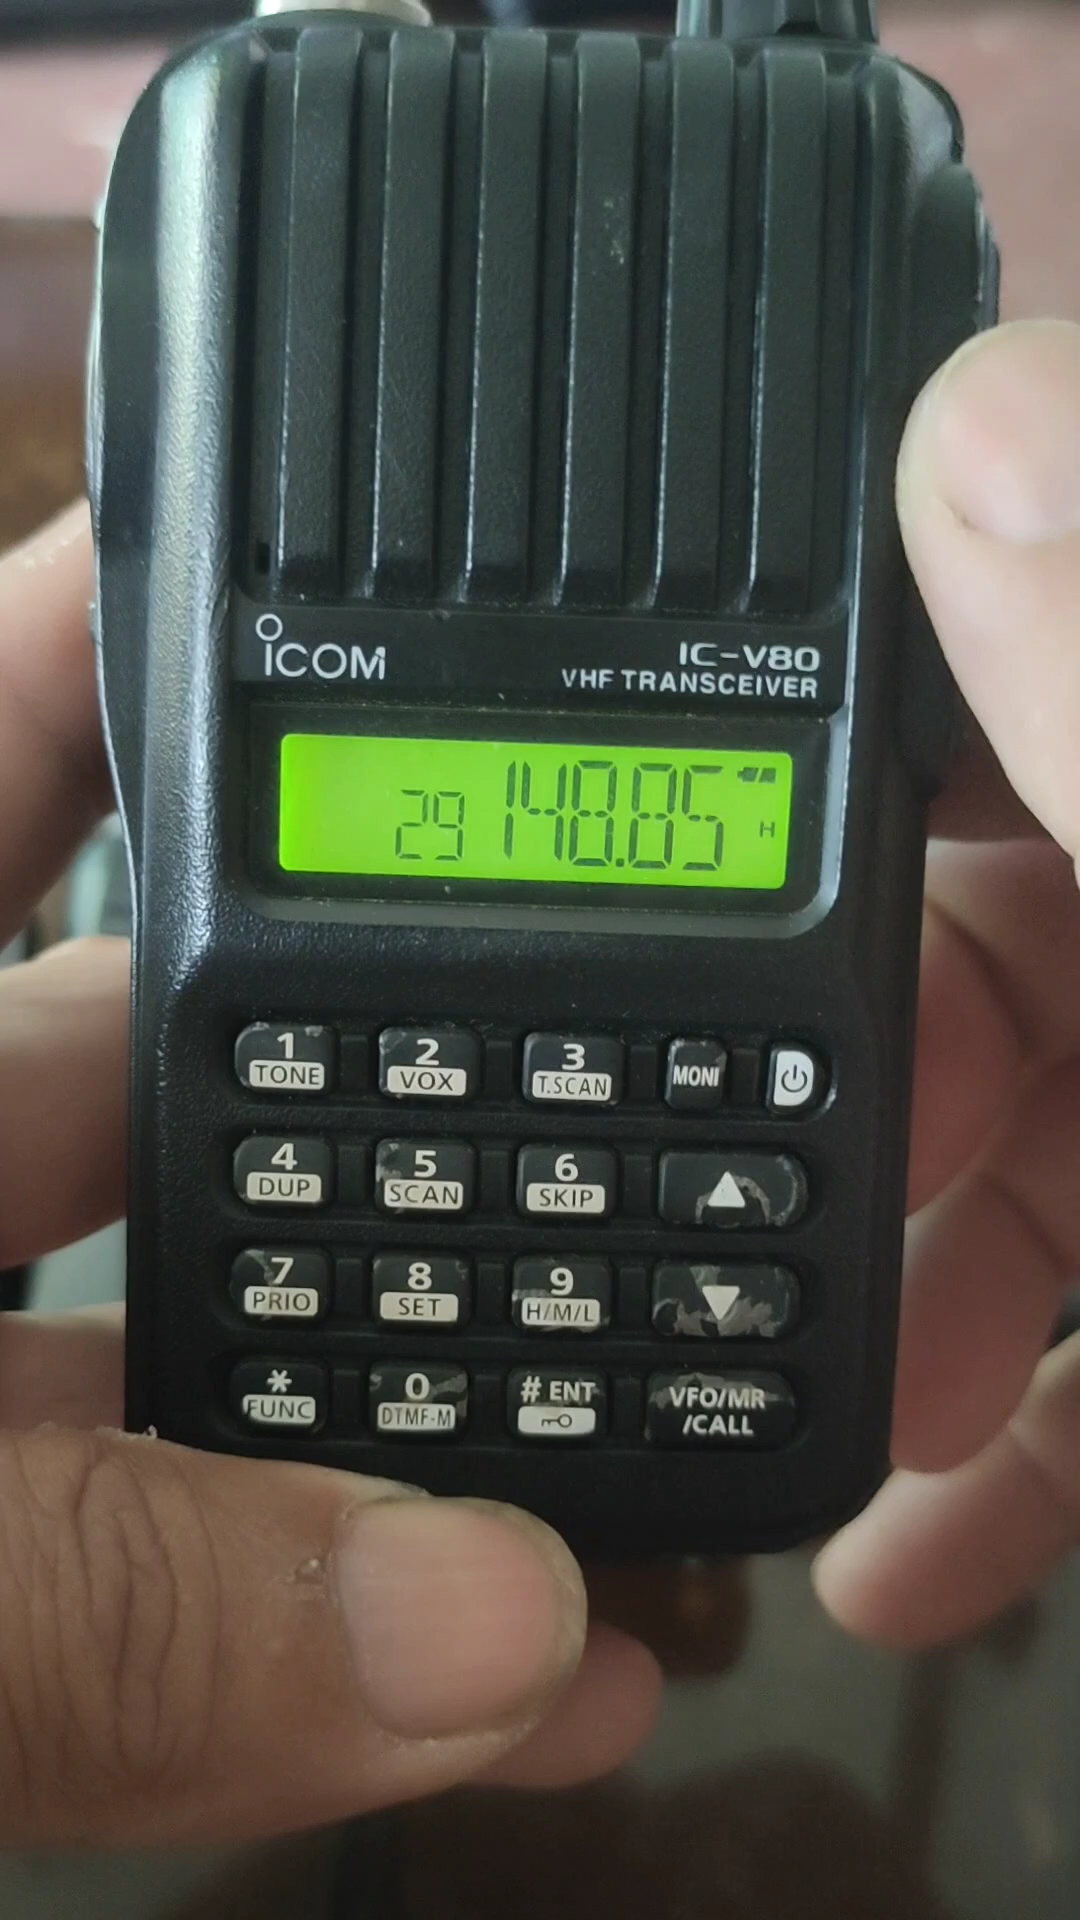 ICOM
IC-V80
VHF TRANSCEIVER
29 148.85
H
1 2 3 MONI
TONE VOX T.SCAN
4 5 6
DUP SCAN SKIP
7 8 9
PRIO SET H/M/L
* 0 # ENT VFO/MR
FUNC DTMF-M /CALL